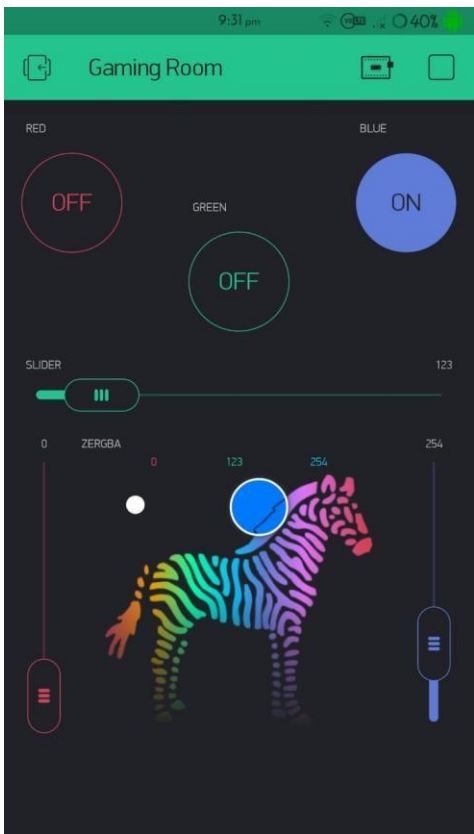 9:31 pm 40%
Gaming Room
RED BLUE
OFF GREEN ON
OFF
SLIDER 123
0 ZERGBA 254
0 123 254